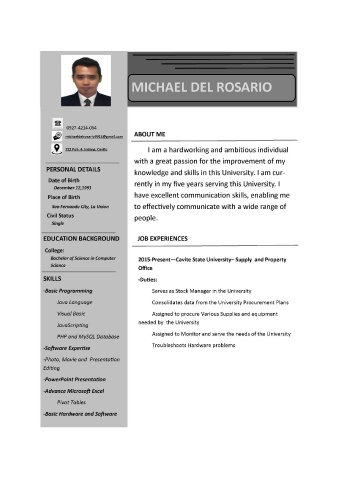 MICHAEL DEL ROSARIO
0927-4224-094
PERSONAL DETAILS
Date of Birth
December 12,1991
Place of Birth
San Fernando City, La Union
Civil Status
Single
EDUCATION BACKGROUND
College:
Bachelor of Science in Computer
Science
SKILLS
-Basic Programming
Java Language
Visual Basic
JavaScripting
PHP and MySQL Database
-Software Expertise
-Photo, Movie and Presentation
Editing
-PowerPoint Presentation
-Advance Microsoft Excel
Pivot Tables
-Basic Hardware and Software
ABOUT ME
I am a hardworking and ambitious individual
with a great passion for the improvement of my
knowledge and skills in this University. I am cur-
rently in my five years serving this University. I
have excellent communication skills, enabling me
to effectively communicate with a wide range of
people.
JOB EXPERIENCES
2015-Present—Cavite State University– Supply and Property
Office
-Duties:
Serves as Stock Manager in the University
Consolidates data from the University Procurement Plans
Assigned to procure Various Supplies and equipment
needed by the University
Assigned to Monitor and serve the needs of the University
Troubleshoots Hardware problems